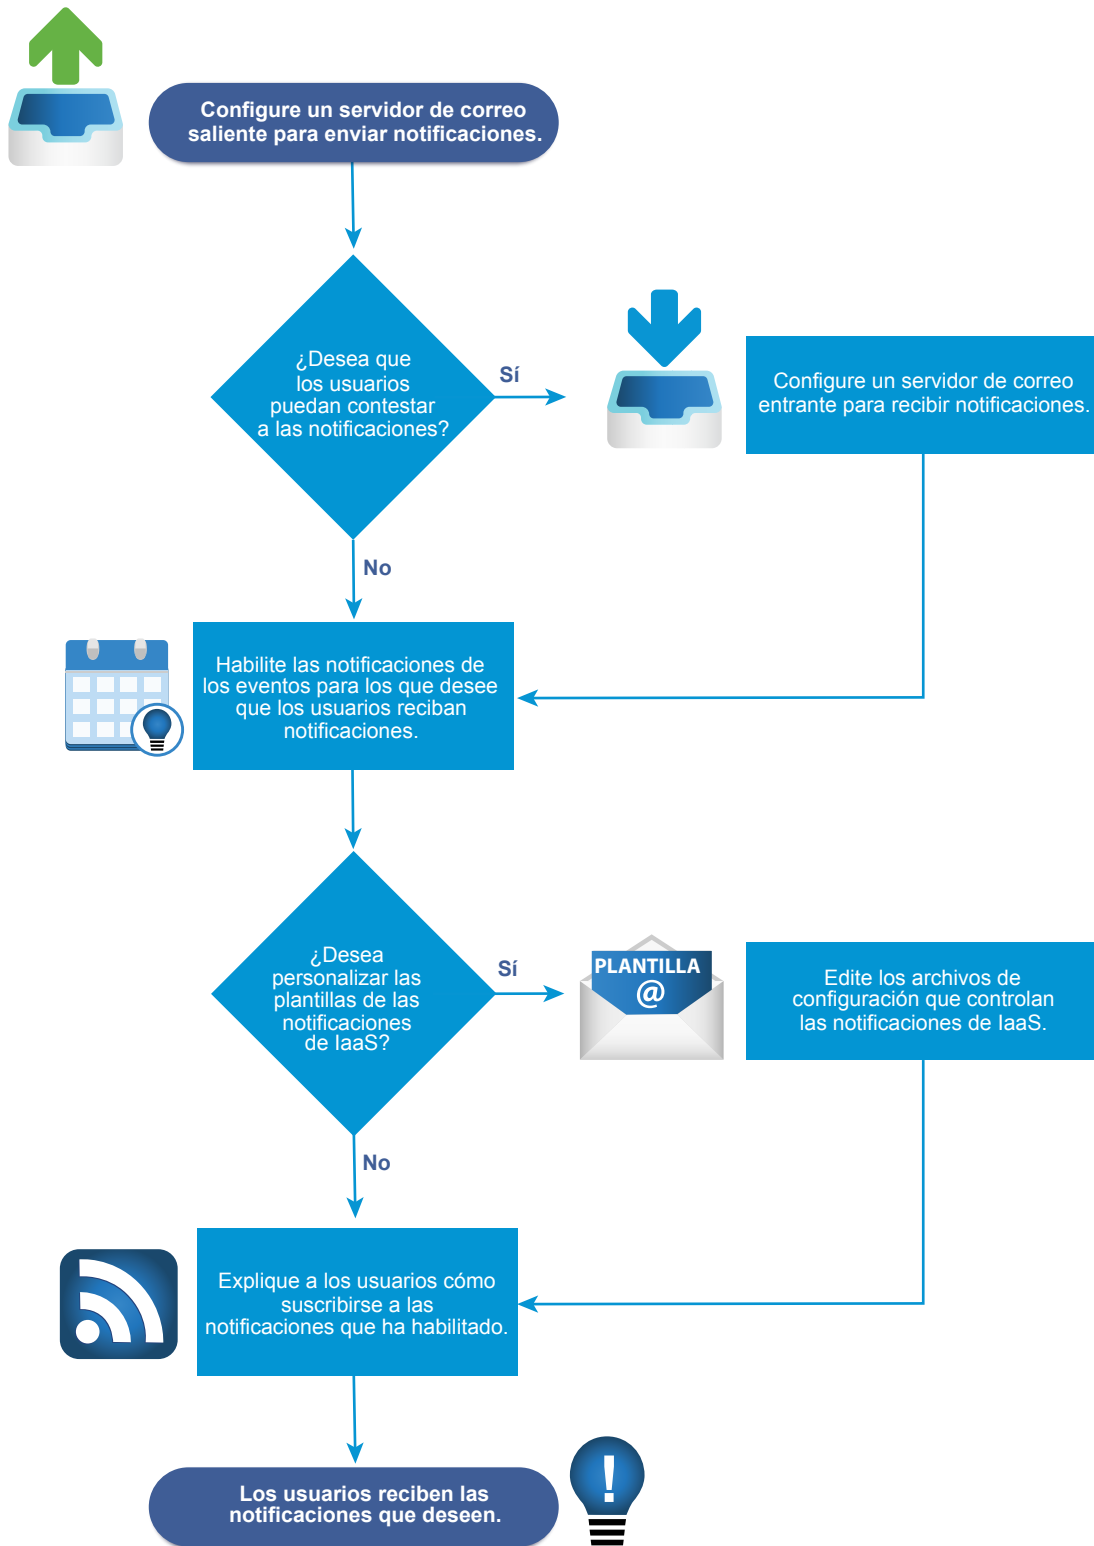 Configure un servidor de correo
saliente para enviar notificaciones.
¿Desea que
los usuarios
puedan contestar
a las notificaciones?
Sí
Configure un servidor de correo
entrante para recibir notificaciones.
No
Habilite las notificaciones de
los eventos para los que desee
que los usuarios reciban
notificaciones.
¿Desea
personalizar las
plantillas de las
notificaciones
de IaaS?
Sí
PLANTILLA
@
Edite los archivos de
configuración que controlan
las notificaciones de IaaS.
No
Explique a los usuarios cómo
suscribirse a las
notificaciones que ha habilitado.
Los usuarios reciben las
notificaciones que deseen.
!